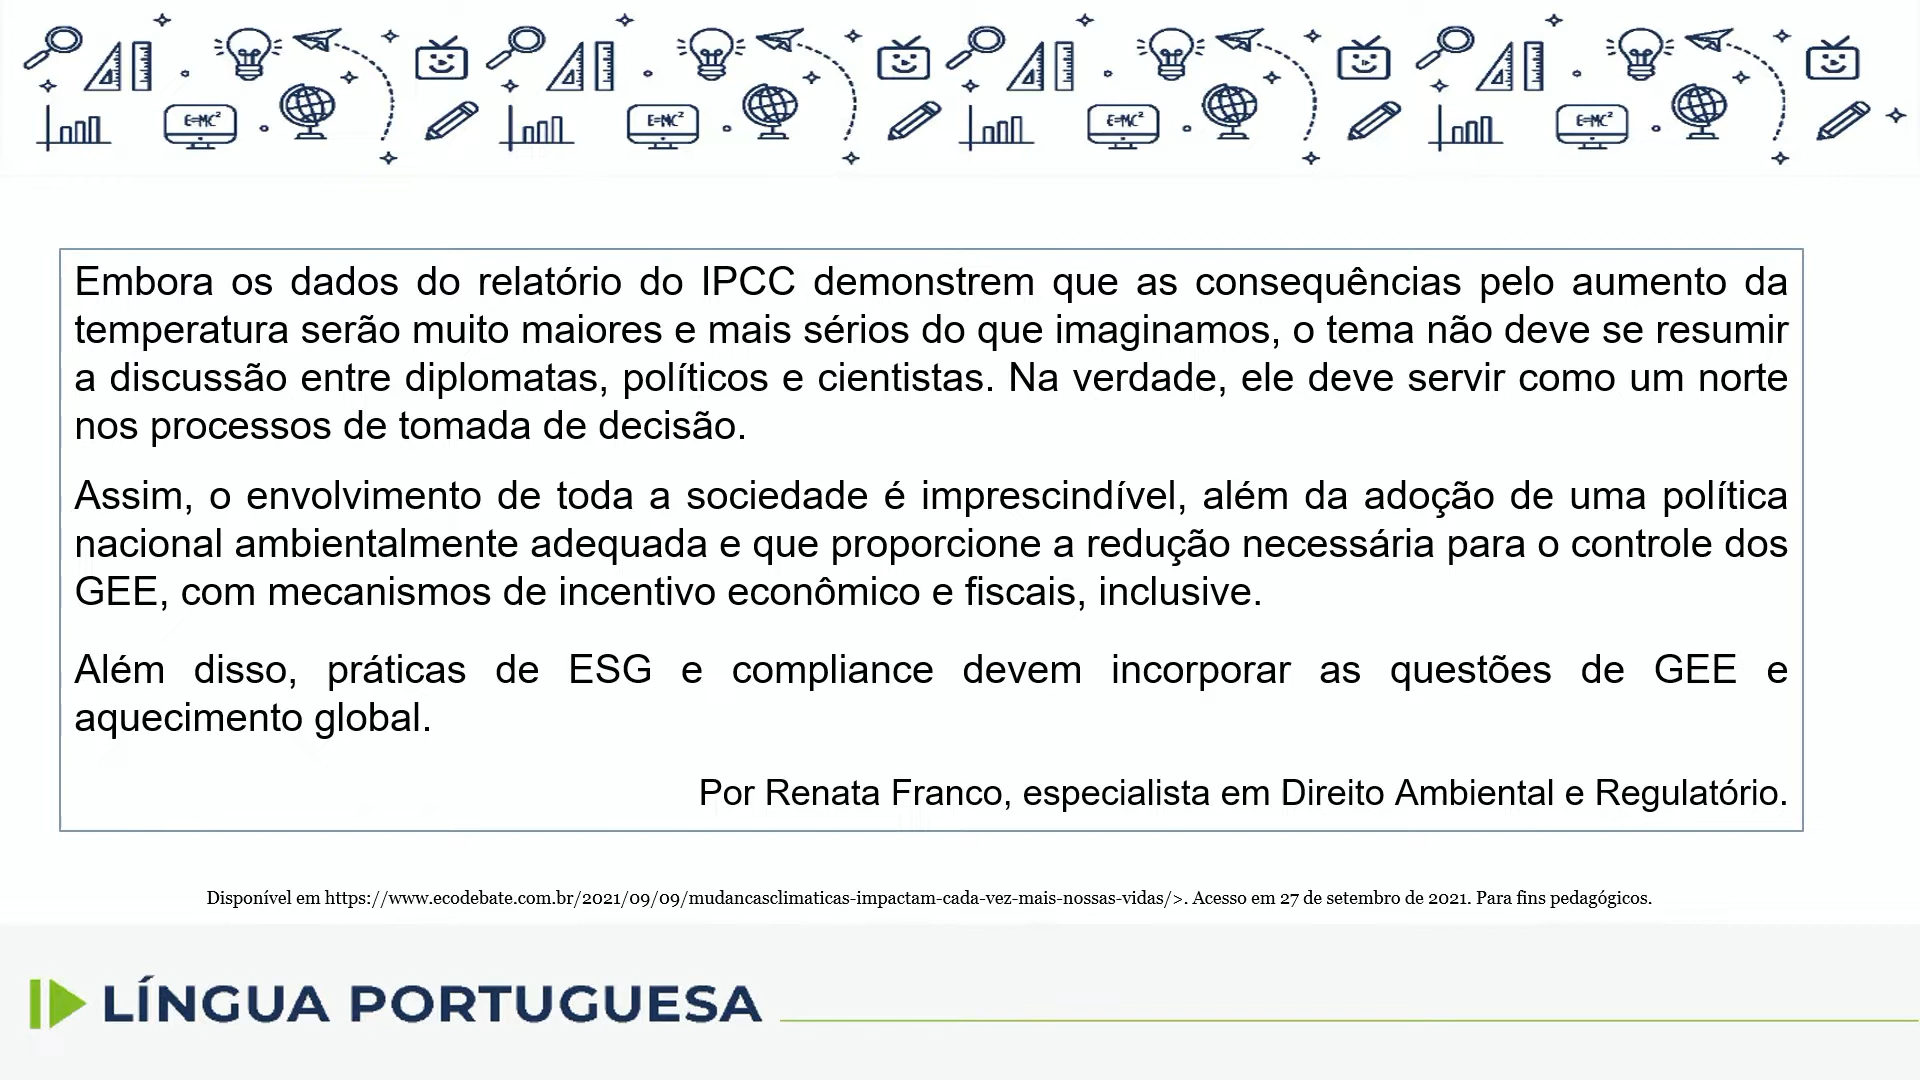 E=MC² E=MC² E=MC² E=MC²
Embora os dados do relatório do IPCC demonstrem que as consequências pelo aumento da
temperatura serão muito maiores e mais sérios do que imaginamos, o tema não deve se resumir
a discussão entre diplomatas, políticos e cientistas. Na verdade, ele deve servir como um norte
nos processos de tomada de decisão.
Assim, o envolvimento de toda a sociedade é imprescindível, além da adoção de uma política
nacional ambientalmente adequada e que proporcione a redução necessária para o controle dos
GEE, com mecanismos de incentivo econômico e fiscais, inclusive.
Além disso, práticas de ESG e compliance devem incorporar as questões de GEE e
aquecimento global.
Por Renata Franco, especialista em Direito Ambiental e Regulatório.
Disponível em https://www.ecodebate.com.br/2021/09/09/mudancasclimaticas-impactam-cada-vez-mais-nossas-vidas/>. Acesso em 27 de setembro de 2021. Para fins pedagógicos.
LÍNGUA PORTUGUESA